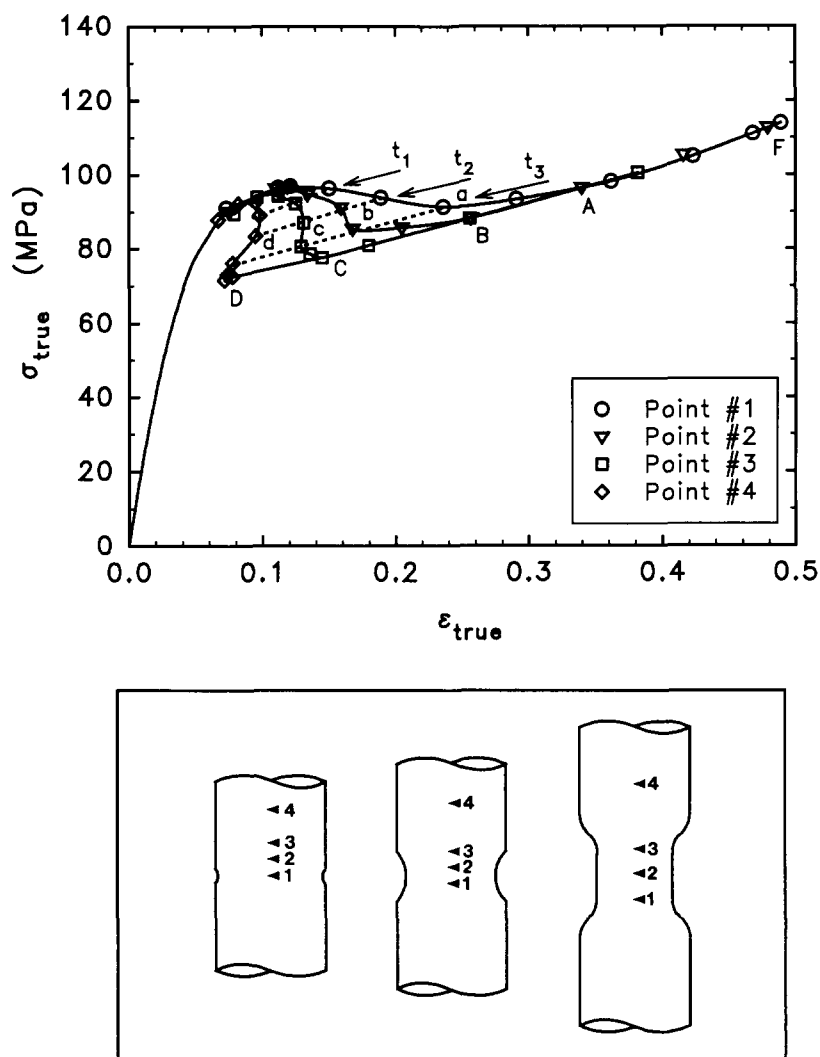 140
120
100
80
60
40
20
0
σtrue (MPa)
t1
t2
t3
a
b
c
d
A
B
C
D
F
Point #1
Point #2
Point #3
Point #4
0.0 0.1 0.2 0.3 0.4 0.5
εtrue
4
3
2
1
4
3
2
1
4
3
2
1